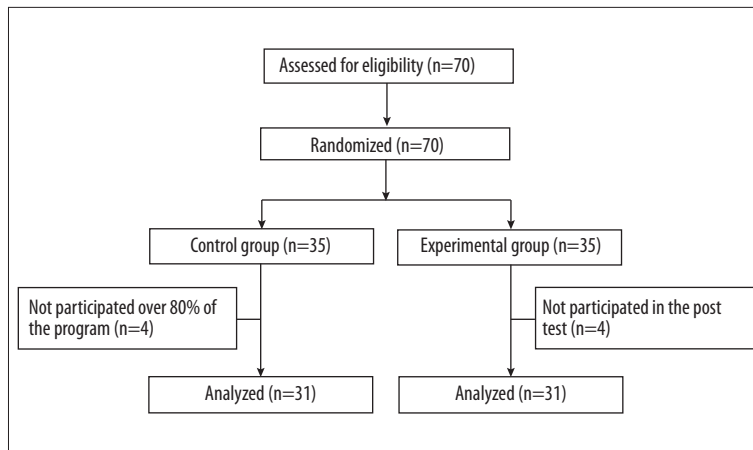 Assessed for eligibility (n=70)
Randomized (n=70)
Control group (n=35)
Experimental group (n=35)
Not participated over 80% of
the program (n=4)
Not participated in the post
test (n=4)
Analyzed (n=31)
Analyzed (n=31)